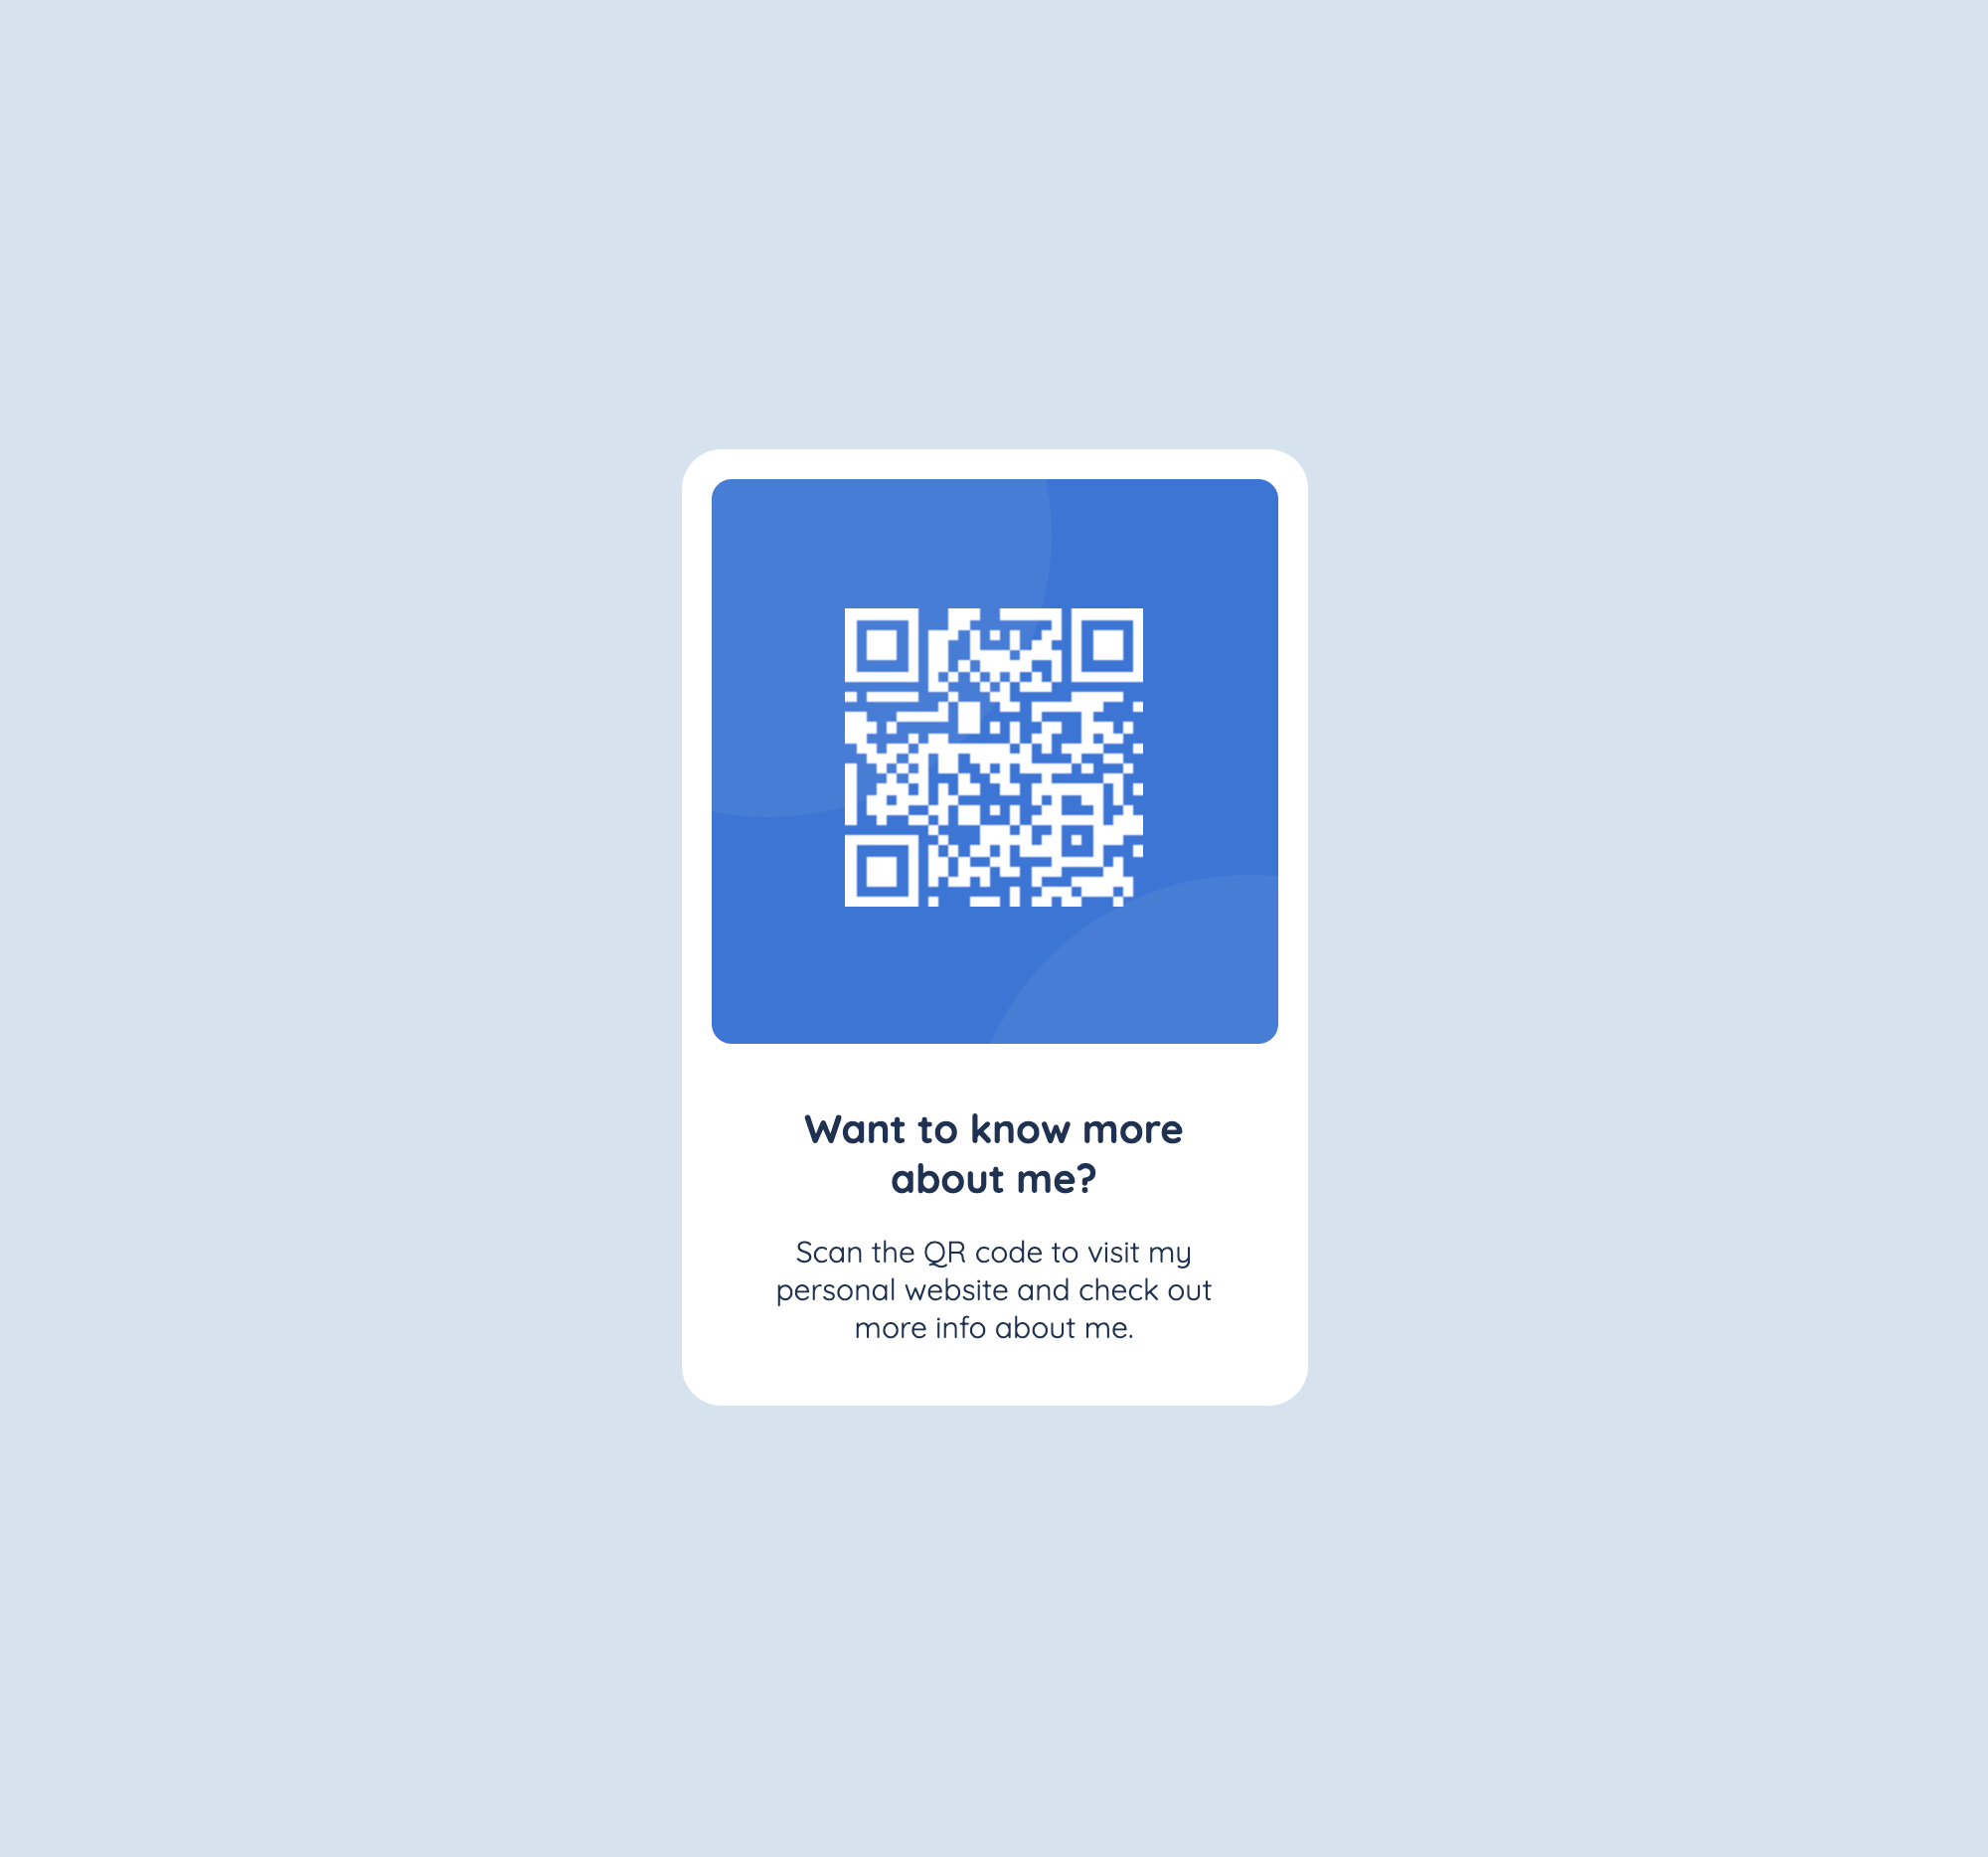 Want to know more
about me?
Scan the QR code to visit my
personal website and check out
more info about me.